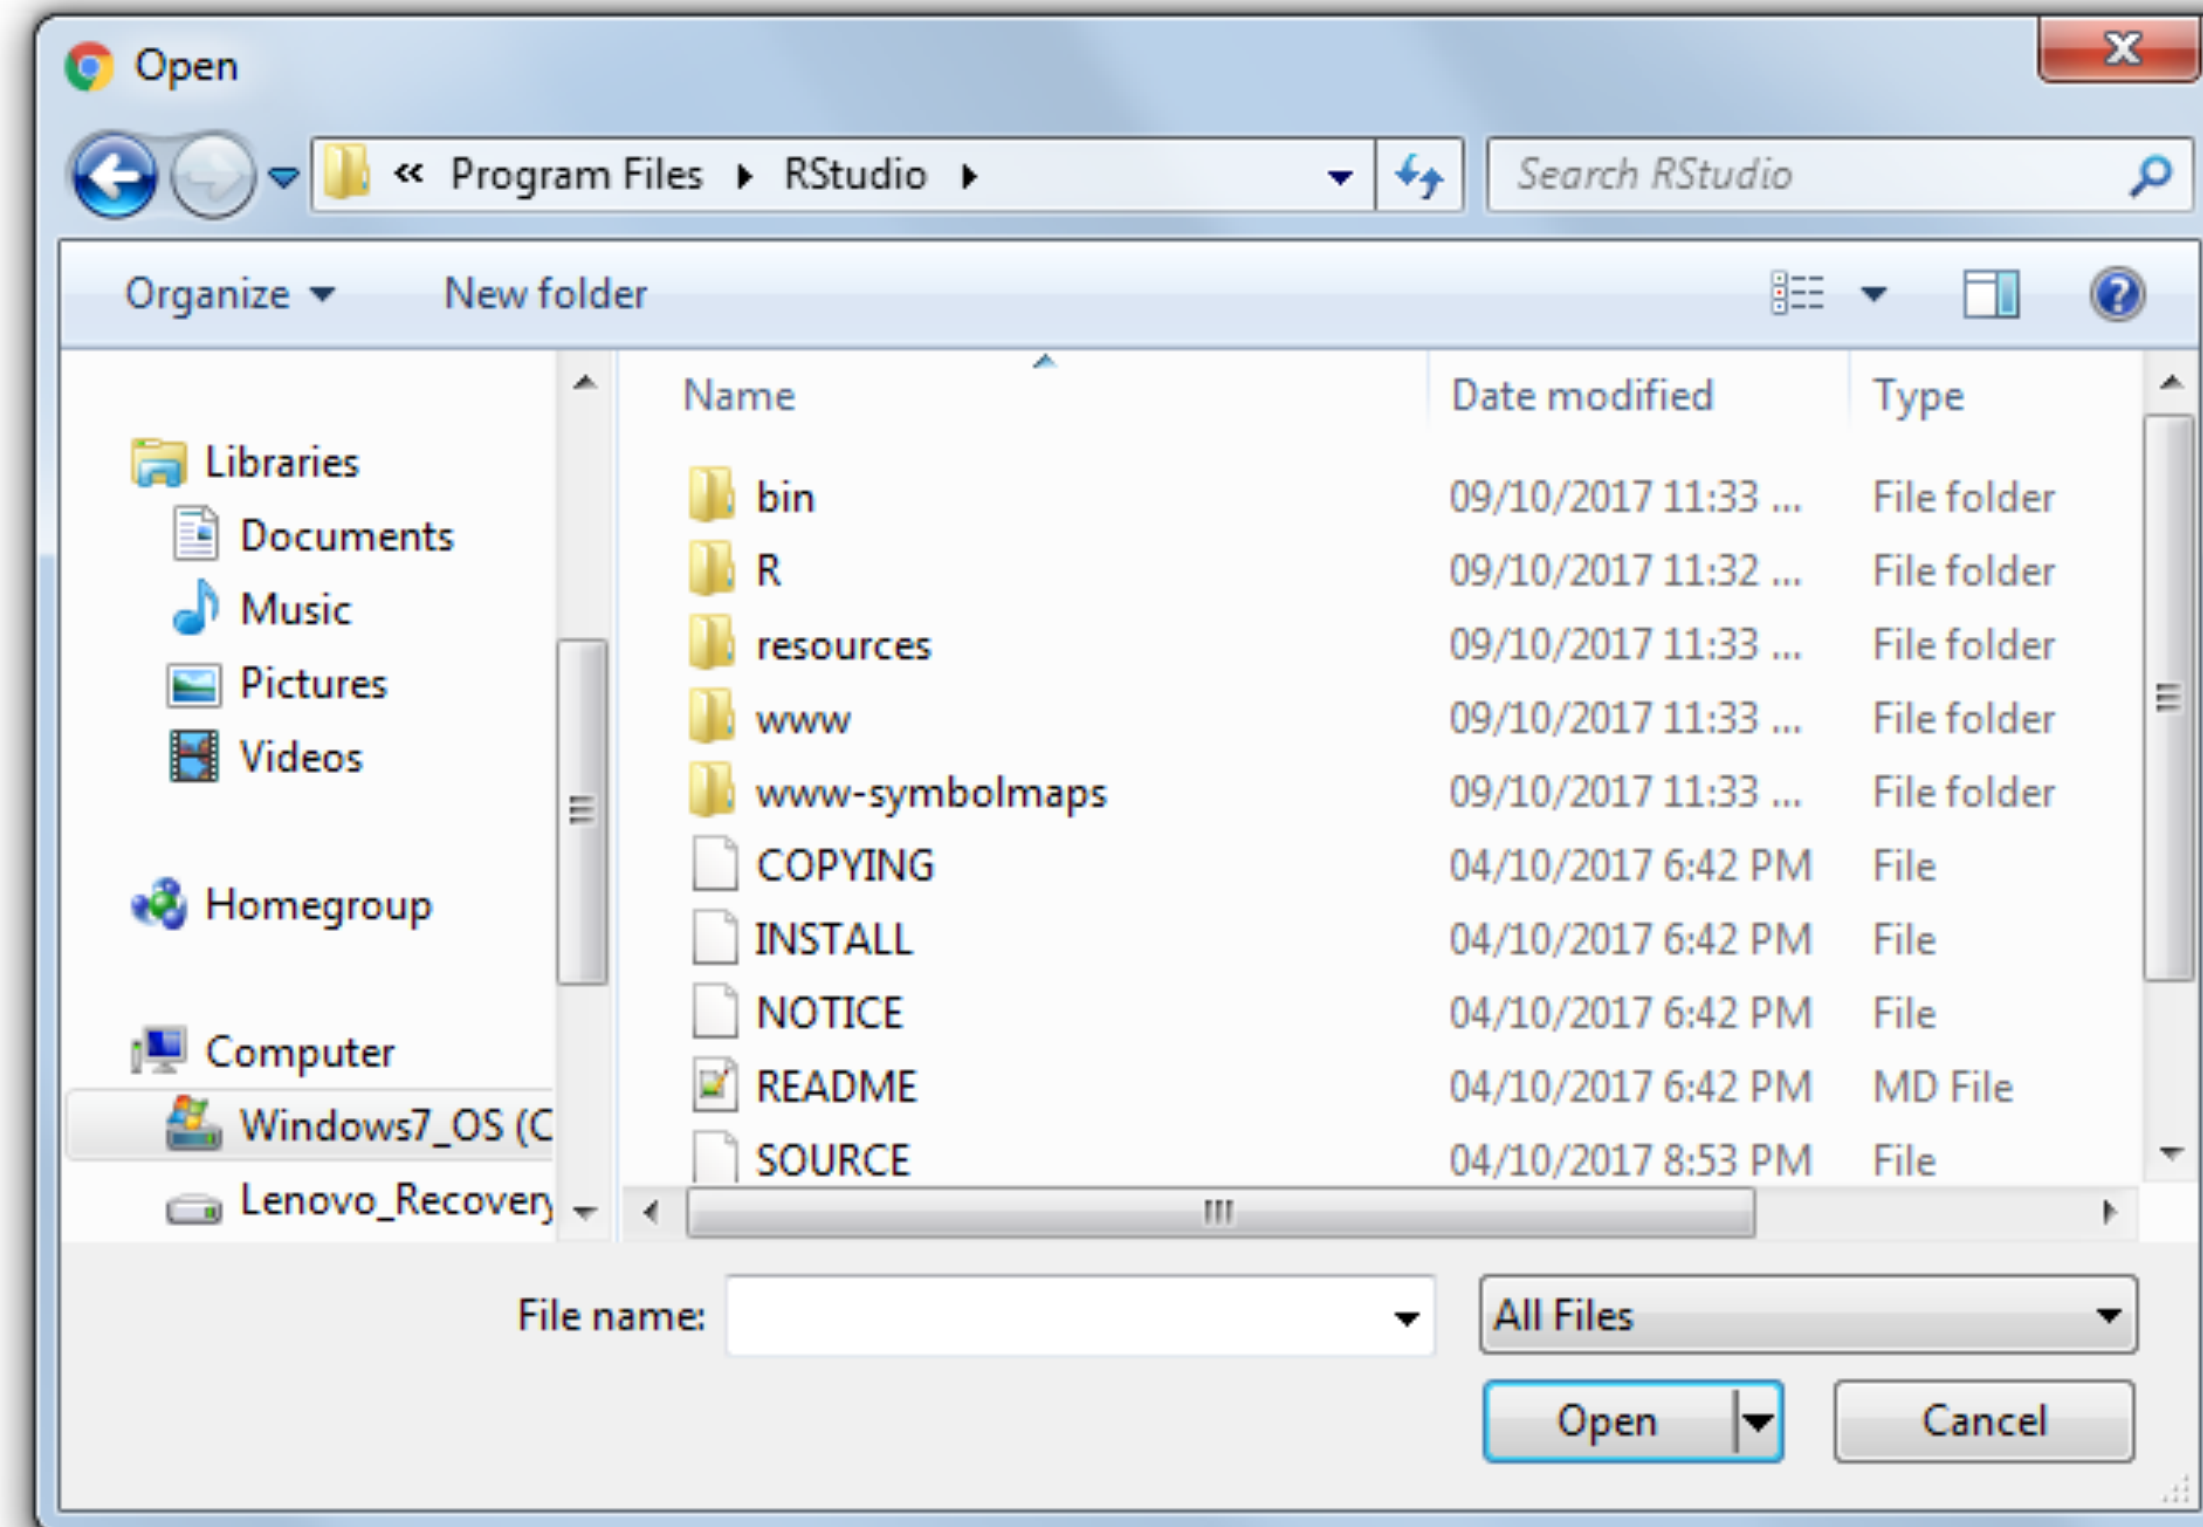 Open
« Program Files ▸ RStudio ▸ Search RStudio
Organize New folder
Name Date modified Type
Libraries
Documents
Music
Pictures
Videos
Homegroup
Computer
Windows7_OS (C
Lenovo_Recovery
bin 09/10/2017 11:33 ... File folder
R 09/10/2017 11:32 ... File folder
resources 09/10/2017 11:33 ... File folder
www 09/10/2017 11:33 ... File folder
www-symbolmaps 09/10/2017 11:33 ... File folder
COPYING 04/10/2017 6:42 PM File
INSTALL 04/10/2017 6:42 PM File
NOTICE 04/10/2017 6:42 PM File
README 04/10/2017 6:42 PM MD File
SOURCE 04/10/2017 8:53 PM File
File name: All Files
Open Cancel